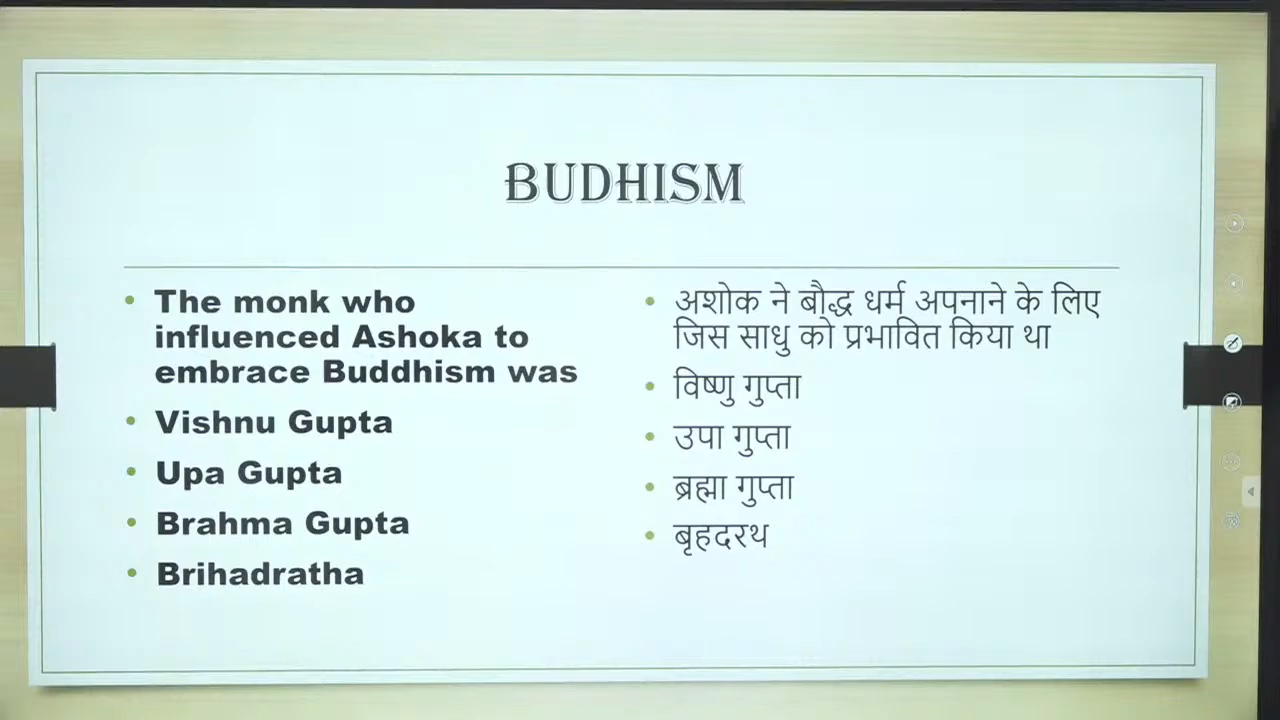 BUDHISM
The monk who
influenced Ashoka to
embrace Buddhism was
Vishnu Gupta
Upa Gupta
Brahma Gupta
Brihadratha
अशोक ने बौद्ध धर्म अपनाने के लिए
जिस साधु को प्रभावित किया था
विष्णु गुप्ता
उपा गुप्ता
ब्रह्मा गुप्ता
बृहदरथ